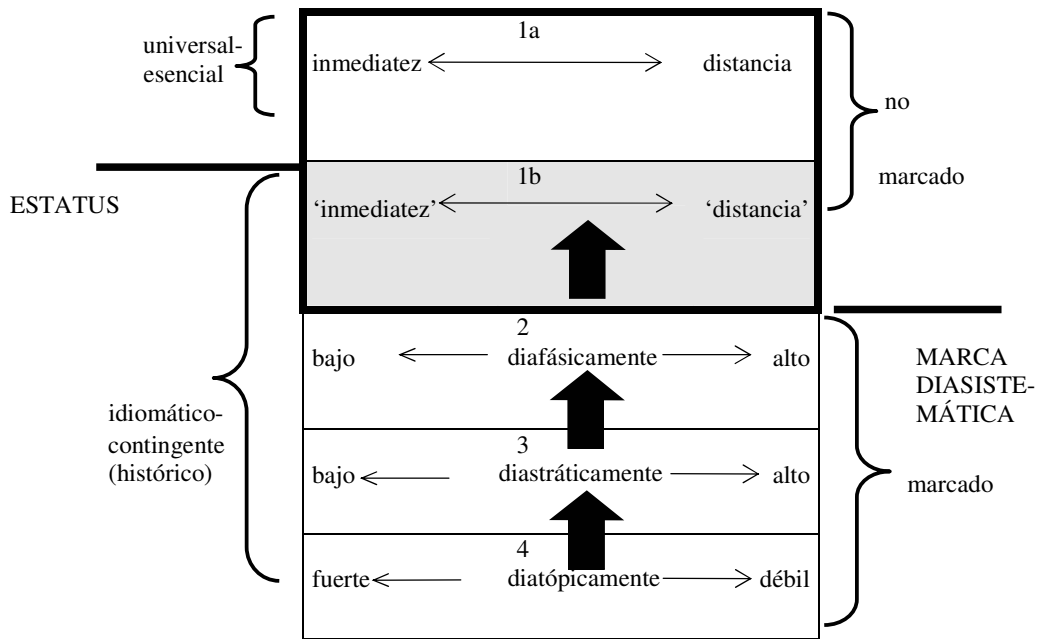 universal-
esencial
1a
inmediatez
distancia
no
marcado
ESTATUS
1b
‘inmediatez’
‘distancia’
2
bajo
diafásicamente
alto
MARCA
DIASISTE-
MÁTICA
idiomático-
contingente
(histórico)
3
bajo
diastráticamente
alto
marcado
4
fuerte
diatópicamente
débil